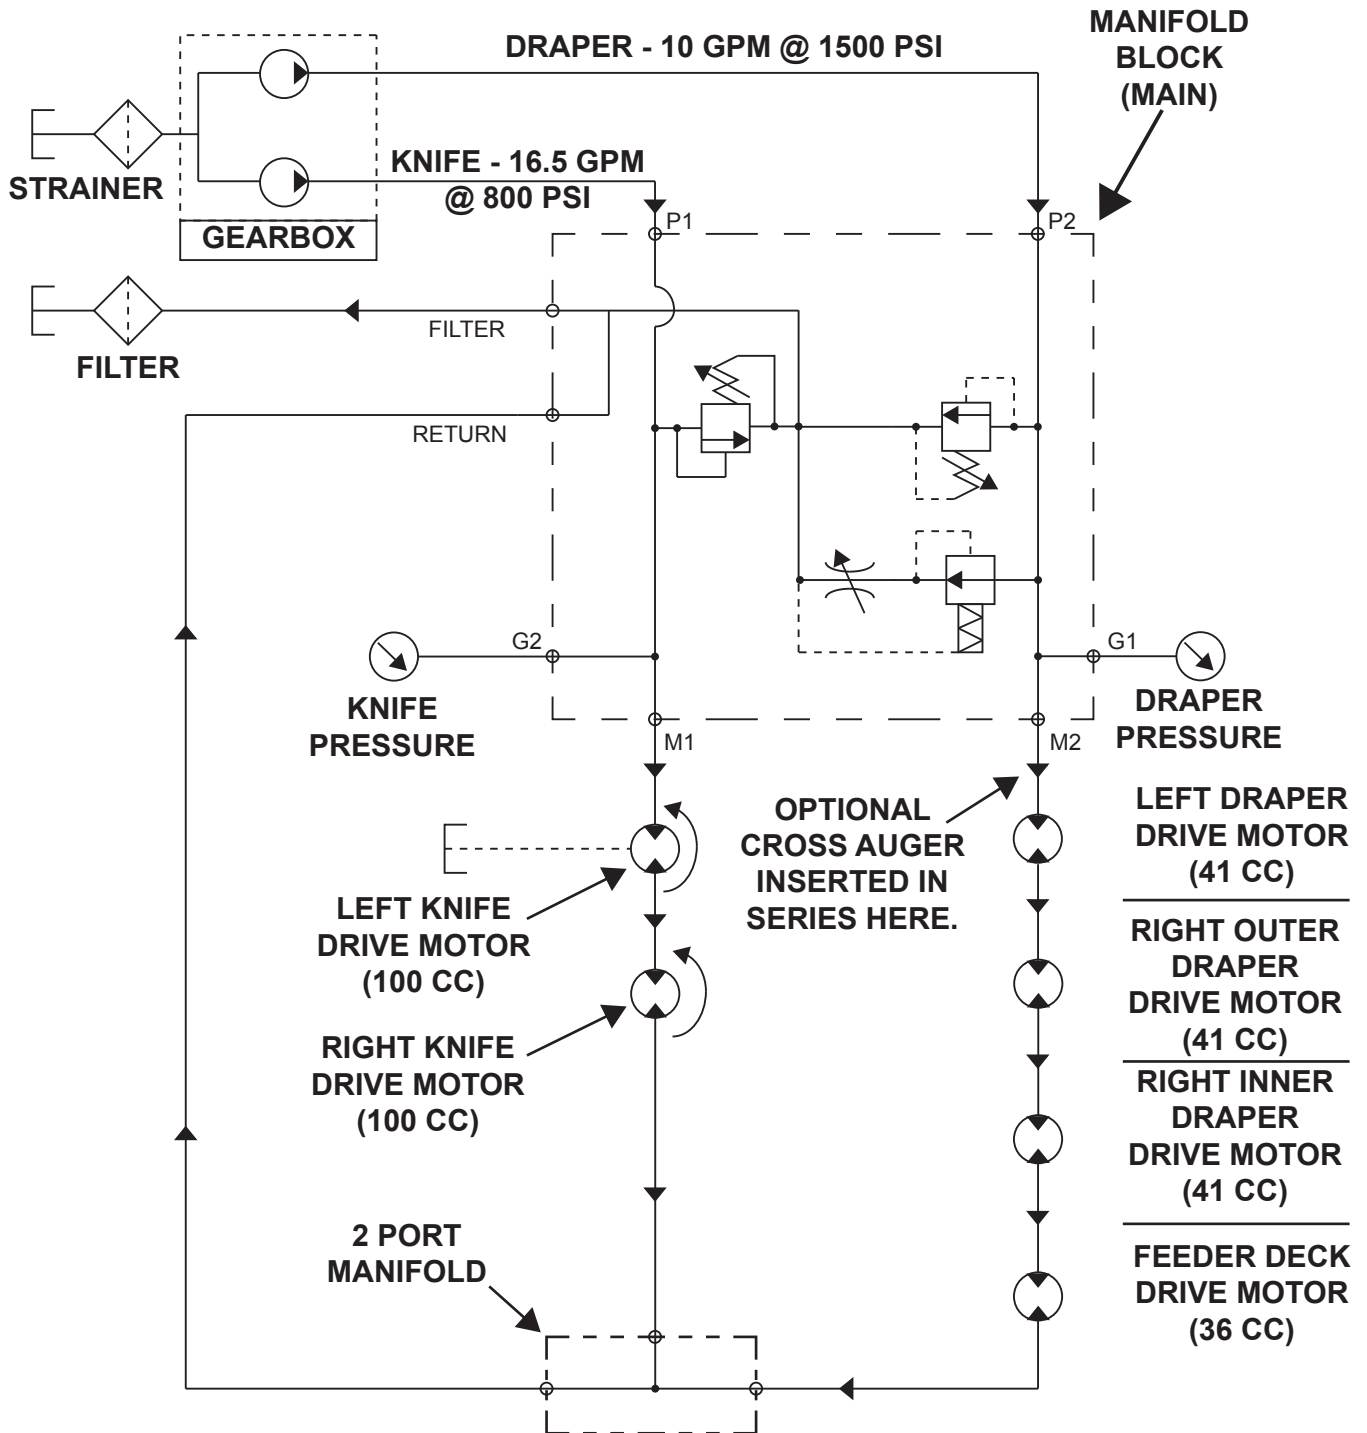 MANIFOLD
BLOCK
(MAIN)
DRAPER - 10 GPM @ 1500 PSI
KNIFE - 16.5 GPM
@ 800 PSI
STRAINER
GEARBOX
P1
P2
FILTER
FILTER
RETURN
G2
G1
KNIFE
PRESSURE
DRAPER
PRESSURE
M1
M2
OPTIONAL
CROSS AUGER
INSERTED IN
SERIES HERE.
LEFT DRAPER
DRIVE MOTOR
(41 CC)
LEFT KNIFE
DRIVE MOTOR
(100 CC)
RIGHT OUTER
DRAPER
DRIVE MOTOR
(41 CC)
RIGHT KNIFE
DRIVE MOTOR
(100 CC)
RIGHT INNER
DRAPER
DRIVE MOTOR
(41 CC)
2 PORT
MANIFOLD
FEEDER DECK
DRIVE MOTOR
(36 CC)